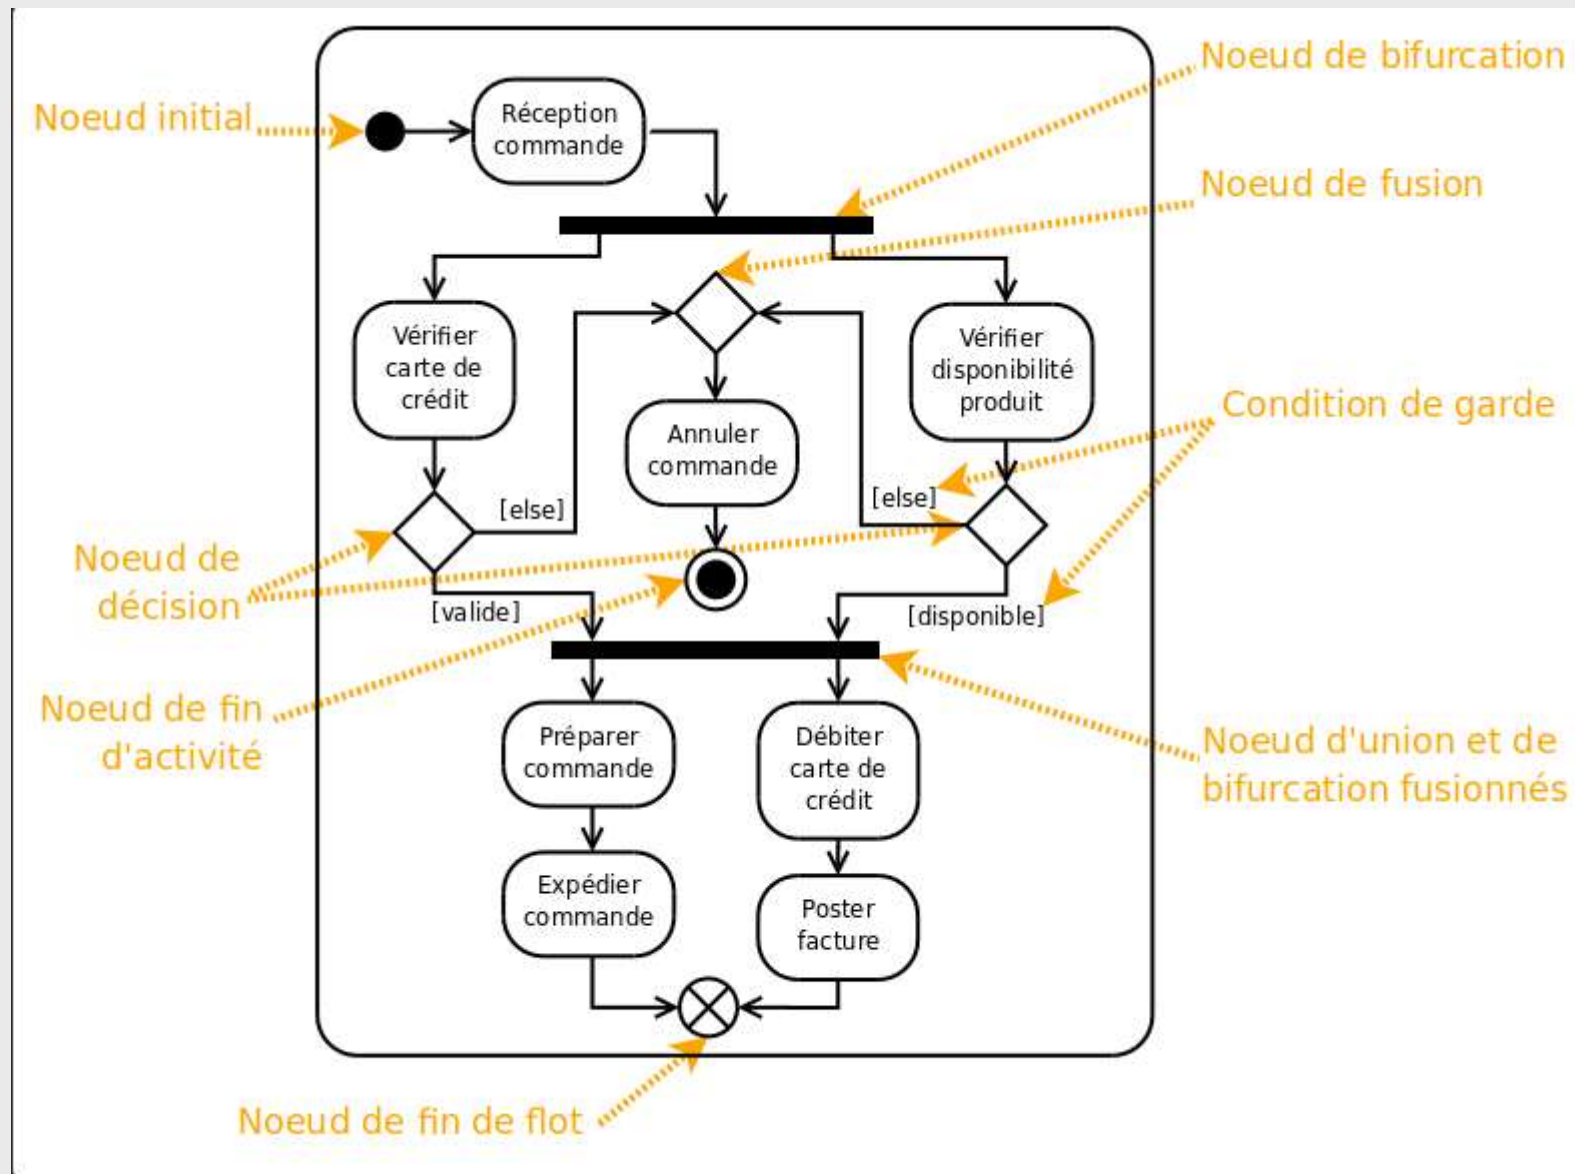 Noeud de bifurcation
Noeud initial
Réception
commande
Noeud de fusion
Vérifier
carte de
crédit
Vérifier
disponibilité
produit
Condition de garde
Annuler
commande
[else]
[else]
Noeud de
décision
[valide]
[disponible]
Noeud de fin
d'activité
Préparer
commande
Débiter
carte de
crédit
Noeud d'union et de
bifurcation fusionnés
Expédier
commande
Poster
facture
Noeud de fin de flot